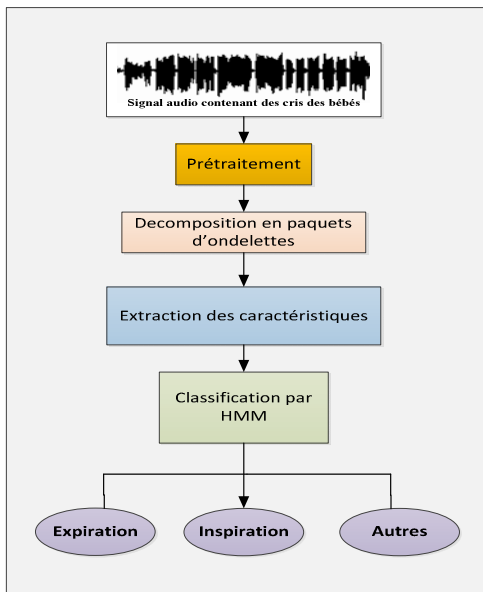 Signal audio contenant des cris des bébés
Prétraitement
Decomposition en paquets
d'ondelettes
Extraction des caractéristiques
Classification par
HMM
Expiration
Inspiration
Autres